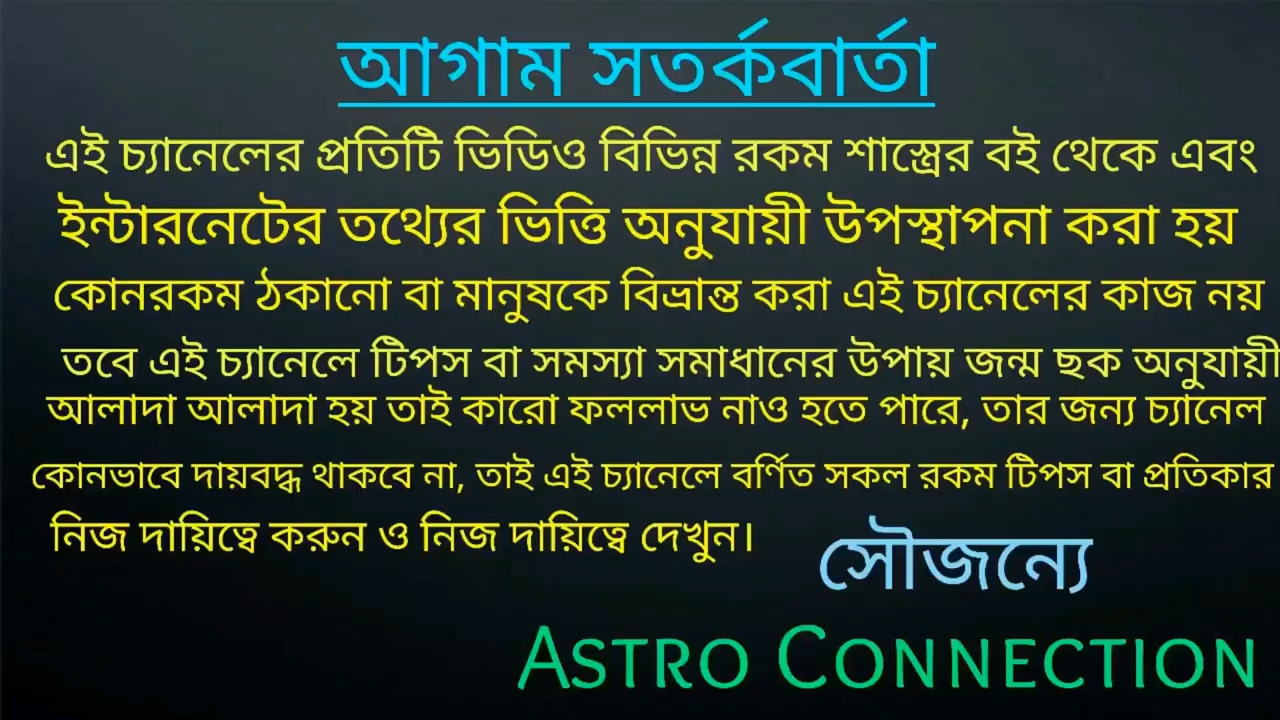 আগাম সতর্কবার্তা
এই চ্যানেলের প্রতিটি ভিডিও বিভিন্ন রকম শাস্ত্রের বই থেকে এবং
ইন্টারনেটের তথ্যের ভিত্তি অনুযায়ী উপস্থাপনা করা হয়
কোনরকম ঠকানো বা মানুষকে বিভ্রান্ত করা এই চ্যানেলের কাজ নয়
তবে এই চ্যানেলে টিপস বা সমস্যা সমাধানের উপায় জন্ম ছক অনুযায়ী
আলাদা আলাদা হয় তাই কারো ফললাভ নাও হতে পারে, তার জন্য চ্যানেল
কোনভাবে দায়বদ্ধ থাকবে না, তাই এই চ্যানেলে বর্ণিত সকল রকম টিপস বা প্রতিকার
নিজ দায়িত্বে করুন ও নিজ দায়িত্বে দেখুন।
সৌজন্যে
ASTRO CONNECTION